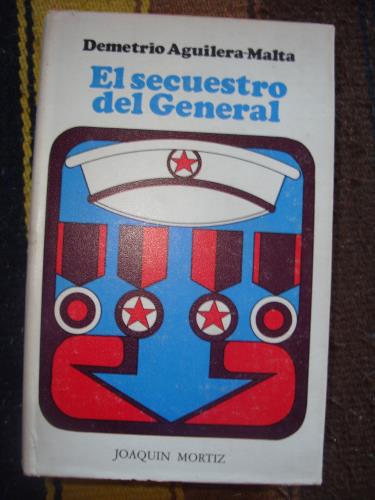 Demetrio Aguilera-Malta
El secuestro
del General
JOAQUIN MORTIZ